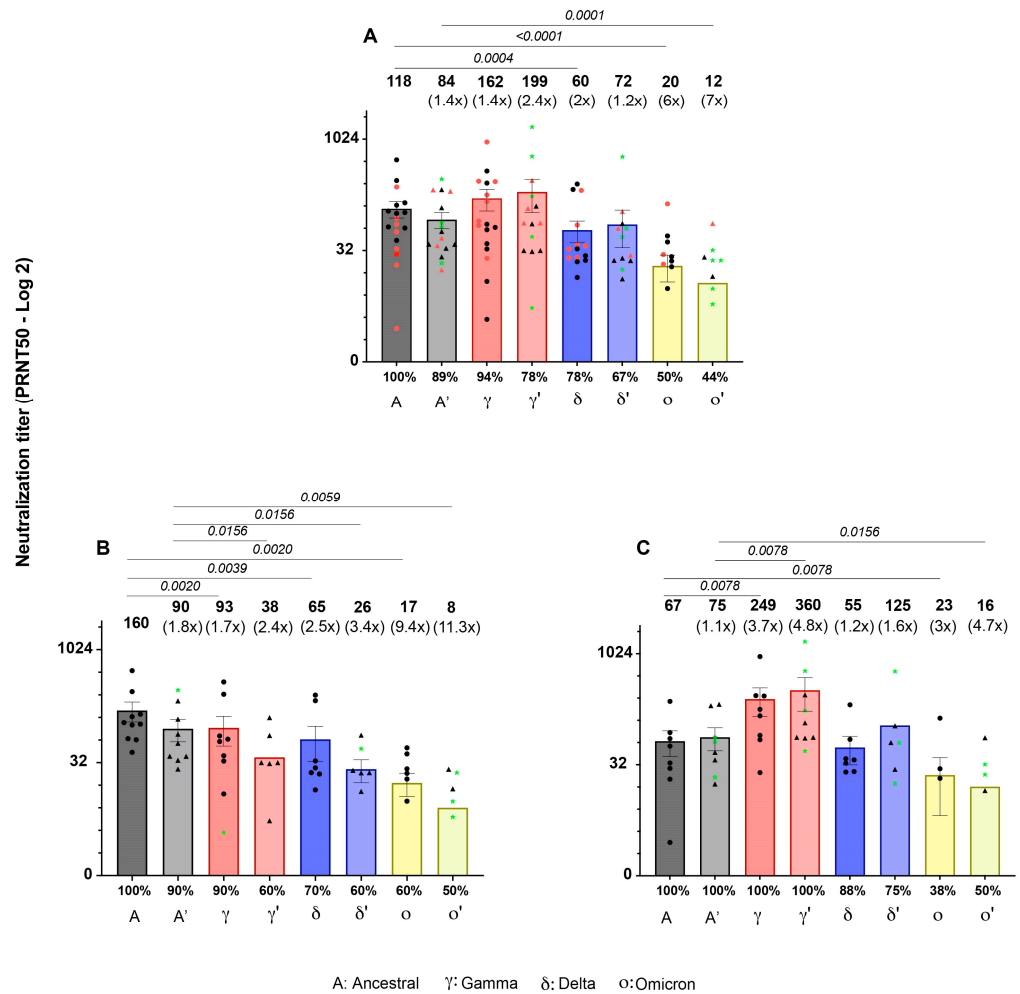 0.0001
A
<0.0001
0.0004
118 84 162 199 60 72 20 12
(1.4x) (1.4x) (2.4x) (2x) (1.2x) (6x) (7x)
1024
32
0
100% 89% 94% 78% 78% 67% 50% 44%
A A' γ γ' δ δ' ο ο'
Neutralization titer (PRNT50 - Log 2)
0.0059
0.0156
0.0156
B
0.0020
0.0039
0.0020
160 90 93 38 65 26 17 8
(1.8x) (1.7x) (2.4x) (2.5x) (3.4x) (9.4x) (11.3x)
1024
32
0
100% 90% 90% 60% 70% 60% 60% 50%
A A' γ γ' δ δ' ο ο'
0.0156
C
0.0078
0.0078
0.0078
67 75 249 360 55 125 23 16
(1.1x) (3.7x) (4.8x) (1.2x) (1.6x) (3x) (4.7x)
1024
32
0
100% 100% 100% 100% 88% 75% 38% 50%
A A' γ γ' δ δ' ο ο'
A: Ancestral γ: Gamma δ: Delta ο: Omicron